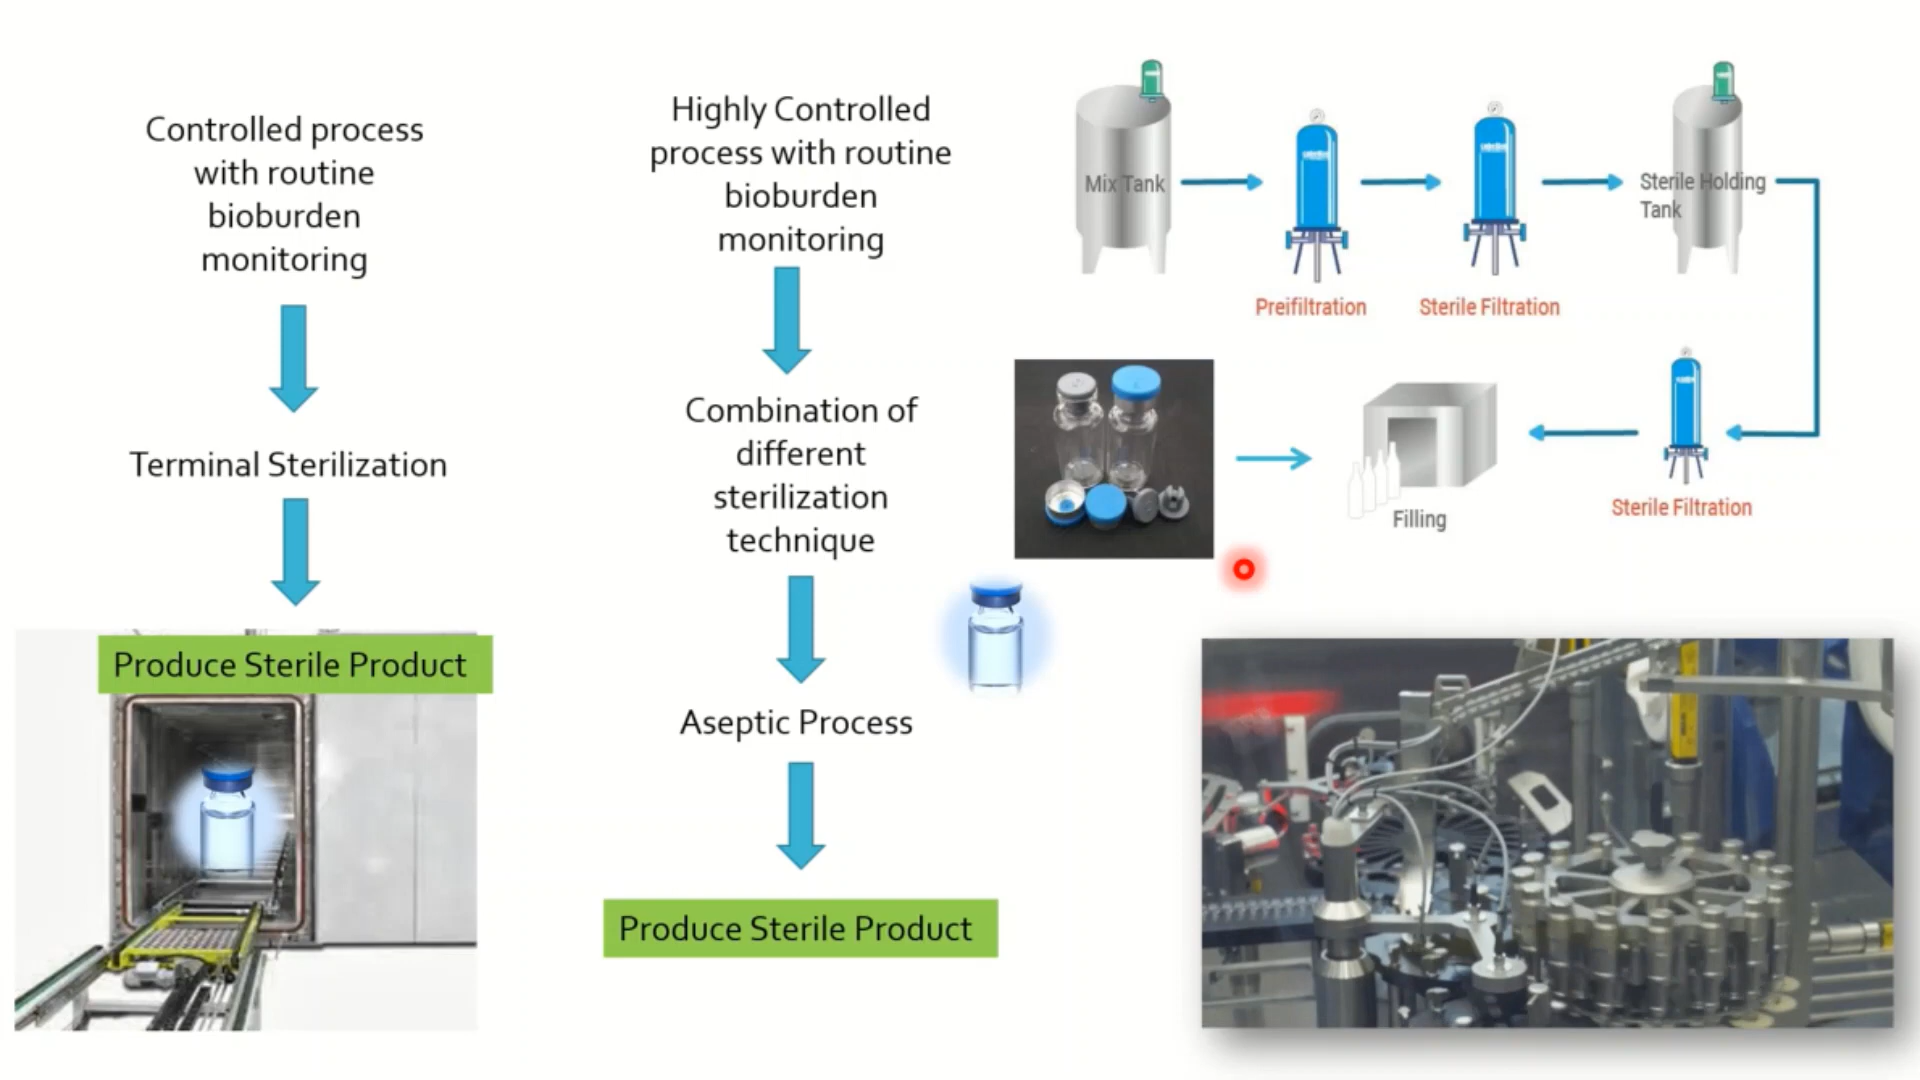 Controlled process
with routine
bioburden
monitoring
Terminal Sterilization
Produce Sterile Product
Highly Controlled
process with routine
bioburden
monitoring
Combination of
different
sterilization
technique
Aseptic Process
Produce Sterile Product
Mix Tank
Preifiltration
Sterile Filtration
Sterile Holding
Tank
Sterile Filtration
Filling